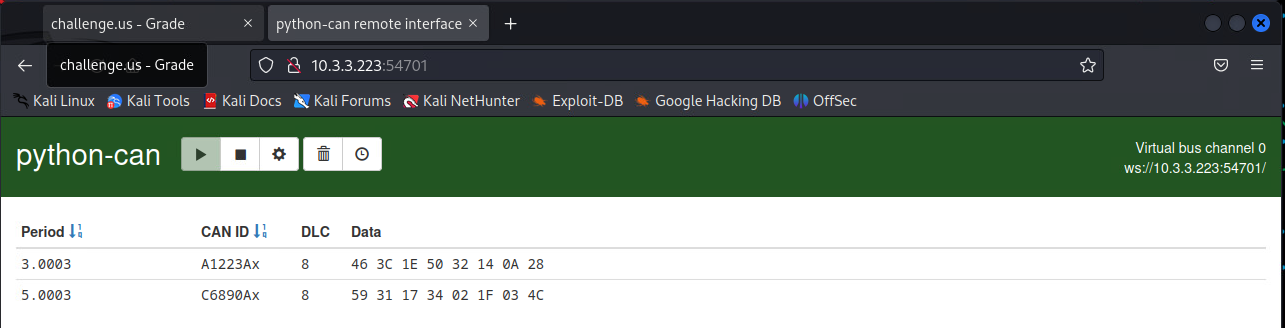 challenge.us - Grade × python-can remote interface × +
challenge.us - Grade 10.3.3.223:54701
Kali Linux Kali Tools Kali Docs Kali Forums Kali NetHunter Exploit-DB Google Hacking DB OffSec
python-can
Virtual bus channel 0
ws://10.3.3.223:54701/
Period CAN ID DLC Data
3.0003 A1223Ax 8 46 3C 1E 50 32 14 0A 28
5.0003 C6890Ax 8 59 31 17 34 02 1F 03 4C